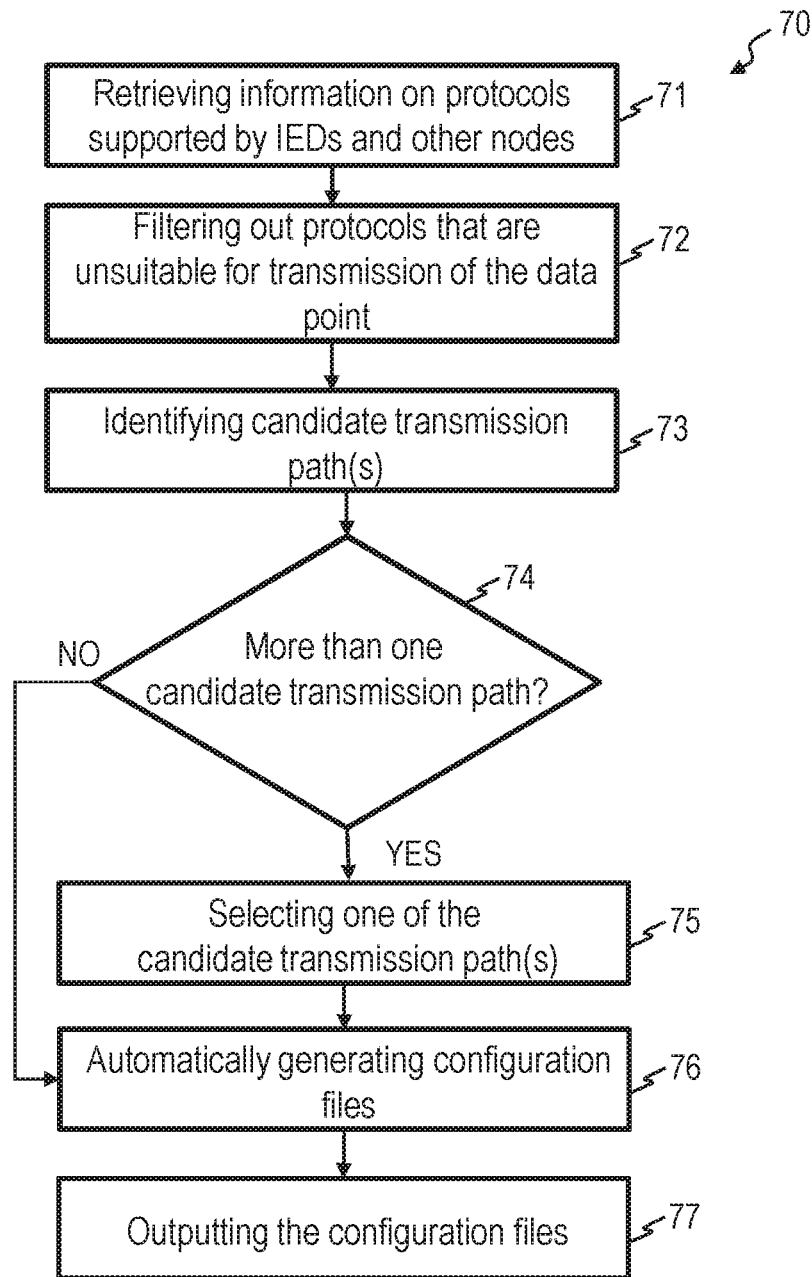 70
Retrieving information on protocols
supported by IEDs and other nodes
71
Filtering out protocols that are
unsuitable for transmission of the data
point
72
Identifying candidate transmission
path(s)
73
74
More than one
candidate transmission path?
NO
YES
Selecting one of the
candidate transmission path(s)
75
Automatically generating configuration
files
76
Outputting the configuration files
77